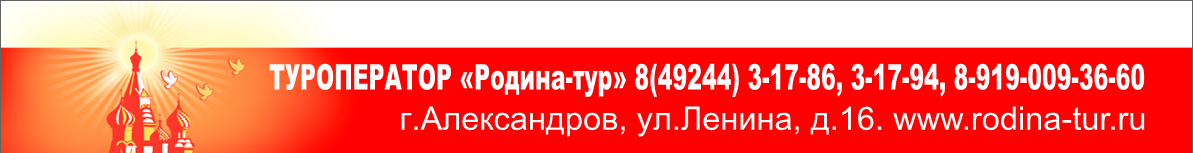 ТУРОПЕРАТОР «Родина-тур» 8(49244) 3-17-86, 3-17-94, 8-919-009-36-60
г.Александров, ул.Ленина, д.16. www.rodina-tur.ru